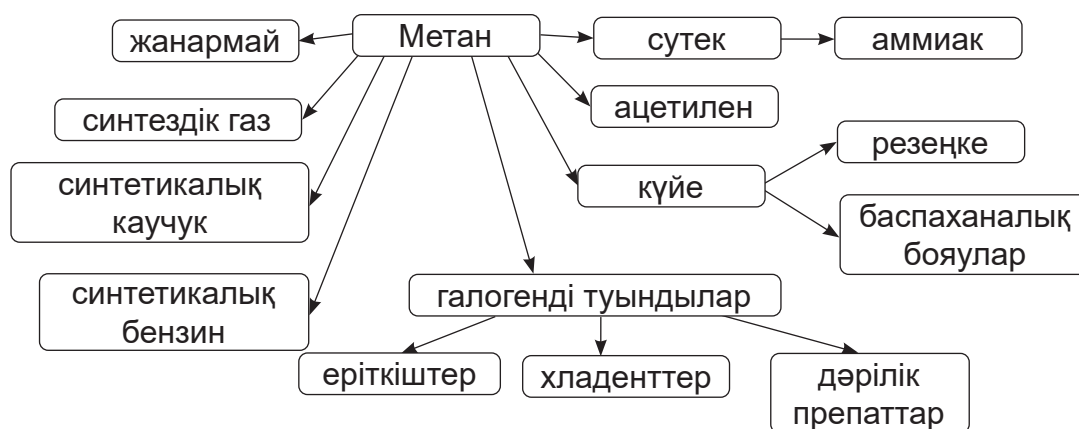 жанармай
Метан
сутек
аммиак
синтездік газ
ацетилен
синтетикалық
каучук
күйе
резеңке
баспаханалық
бояулар
синтетикалық
бензин
галогенді туындылар
еріткіштер
хладенттер
дәрілік
препаттар